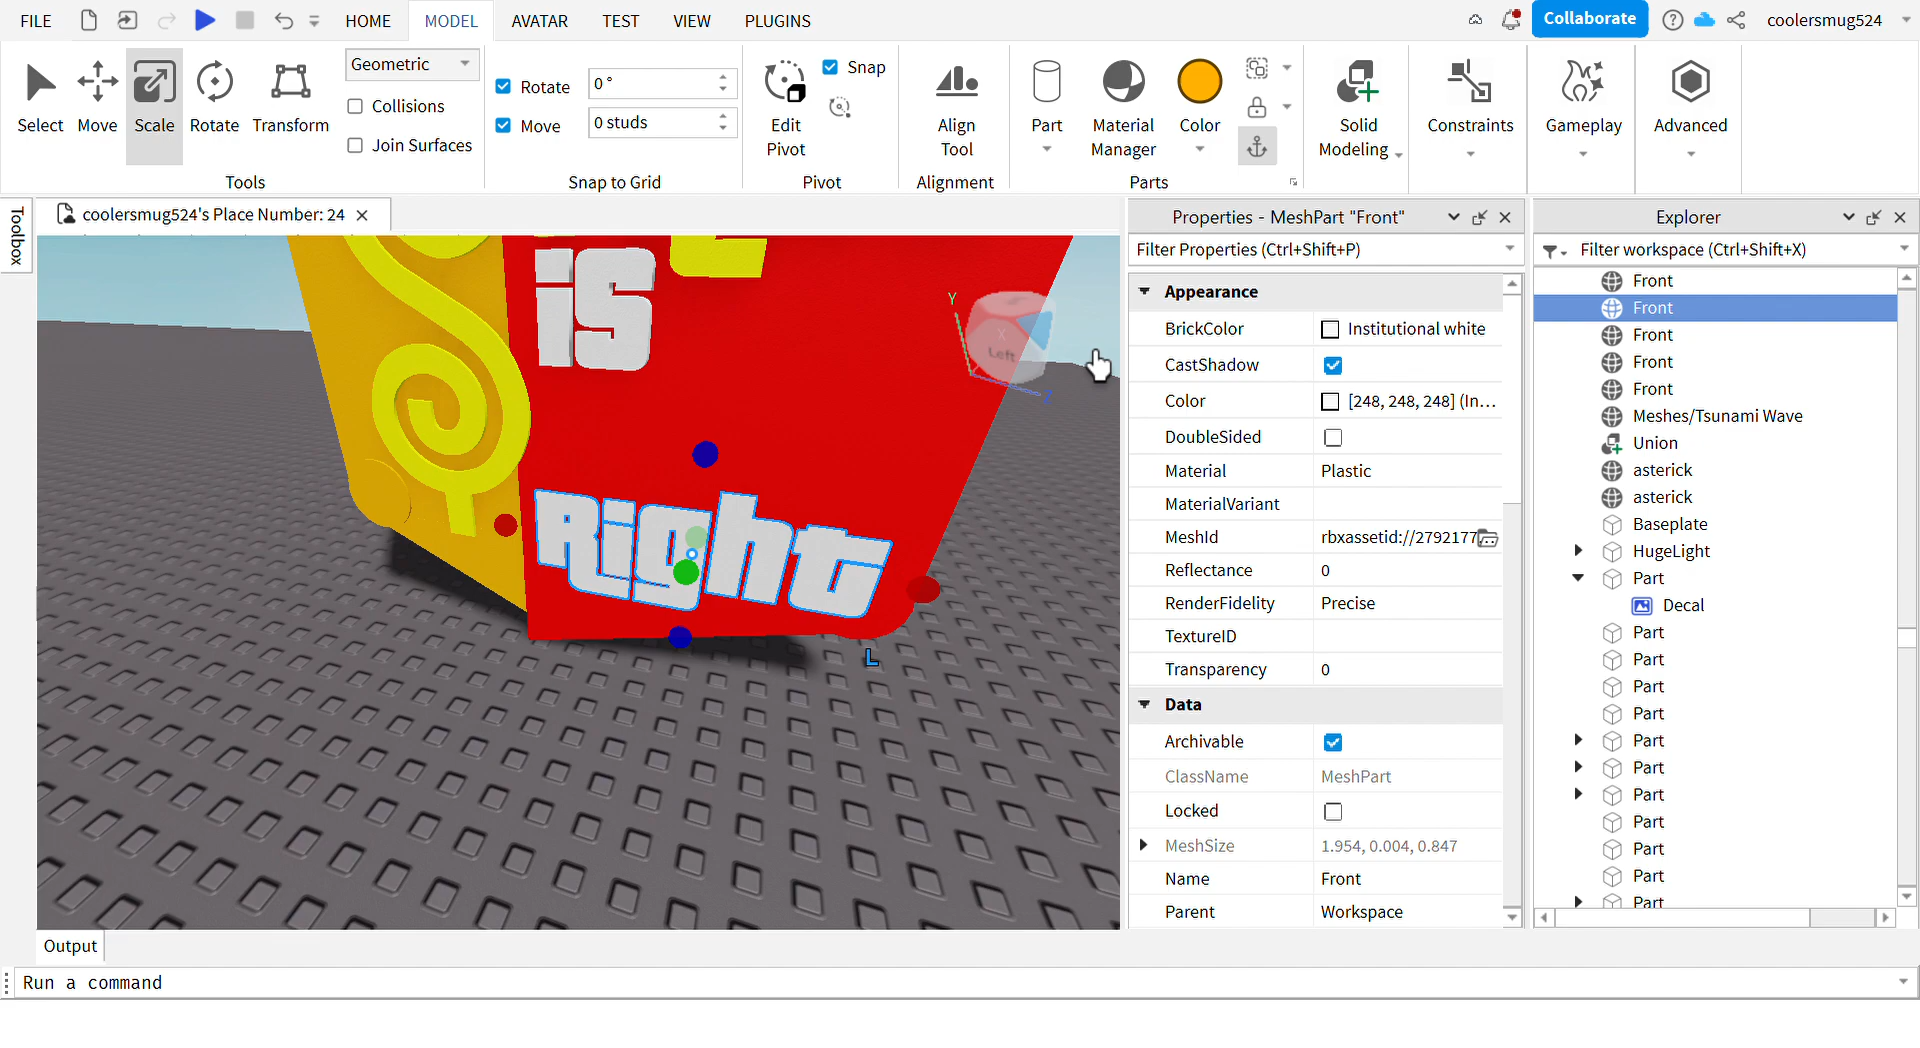 FILE HOME MODEL AVATAR TEST VIEW PLUGINS Collaborate coolersmug524
Select Move Scale Rotate Transform
Geometric
Collisions
Join Surfaces
Tools
Rotate 0 °
Move 0 studs
Snap to Grid
Edit
Pivot
Snap
Pivot
Align
Tool
Alignment
Part
Material
Manager
Color
Parts
Solid
Modeling
Constraints
Gameplay
Advanced
Toolbox
coolersmug524's Place Number: 24
is
Right
Y
X
Left
Z
L
Properties - MeshPart "Front"
Filter Properties (Ctrl+Shift+P)
Appearance
BrickColor Institutional white
CastShadow
Color [248, 248, 248] (In...
DoubleSided
Material Plastic
MaterialVariant
MeshId rbxassetid://2792177
Reflectance 0
RenderFidelity Precise
TextureID
Transparency 0
Data
Archivable
ClassName MeshPart
Locked
MeshSize 1.954, 0.004, 0.847
Name Front
Parent Workspace
Explorer
Filter workspace (Ctrl+Shift+X)
Front
Front
Front
Front
Front
Meshes/Tsunami Wave
Union
asterick
asterick
Baseplate
HugeLight
Part
Decal
Part
Part
Part
Part
Part
Part
Part
Part
Part
Part
Part
Output
Run a command